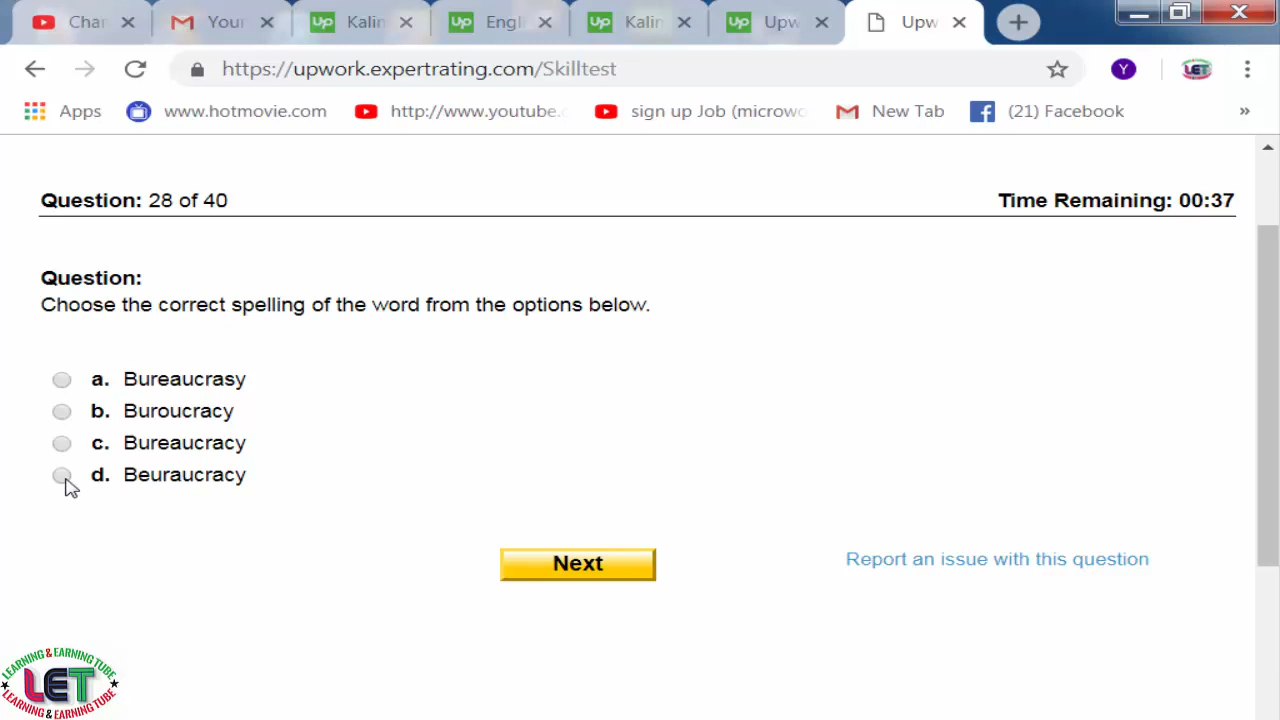 Char
Your
Kalin
Engl
Kalin
Upw
Upw
https://upwork.expertrating.com/Skilltest
Y
LET
Apps
www.hotmovie.com
http://www.youtube.c
sign up Job (microwo
New Tab
(21) Facebook
»
Question: 28 of 40
Time Remaining: 00:37
Question:
Choose the correct spelling of the word from the options below.
a. Bureaucrasy
b. Buroucracy
c. Bureaucracy
d. Beuraucracy
Next
Report an issue with this question
LEARNING & EARNING TUBE
LET
LEARNING & EARNING TUBE